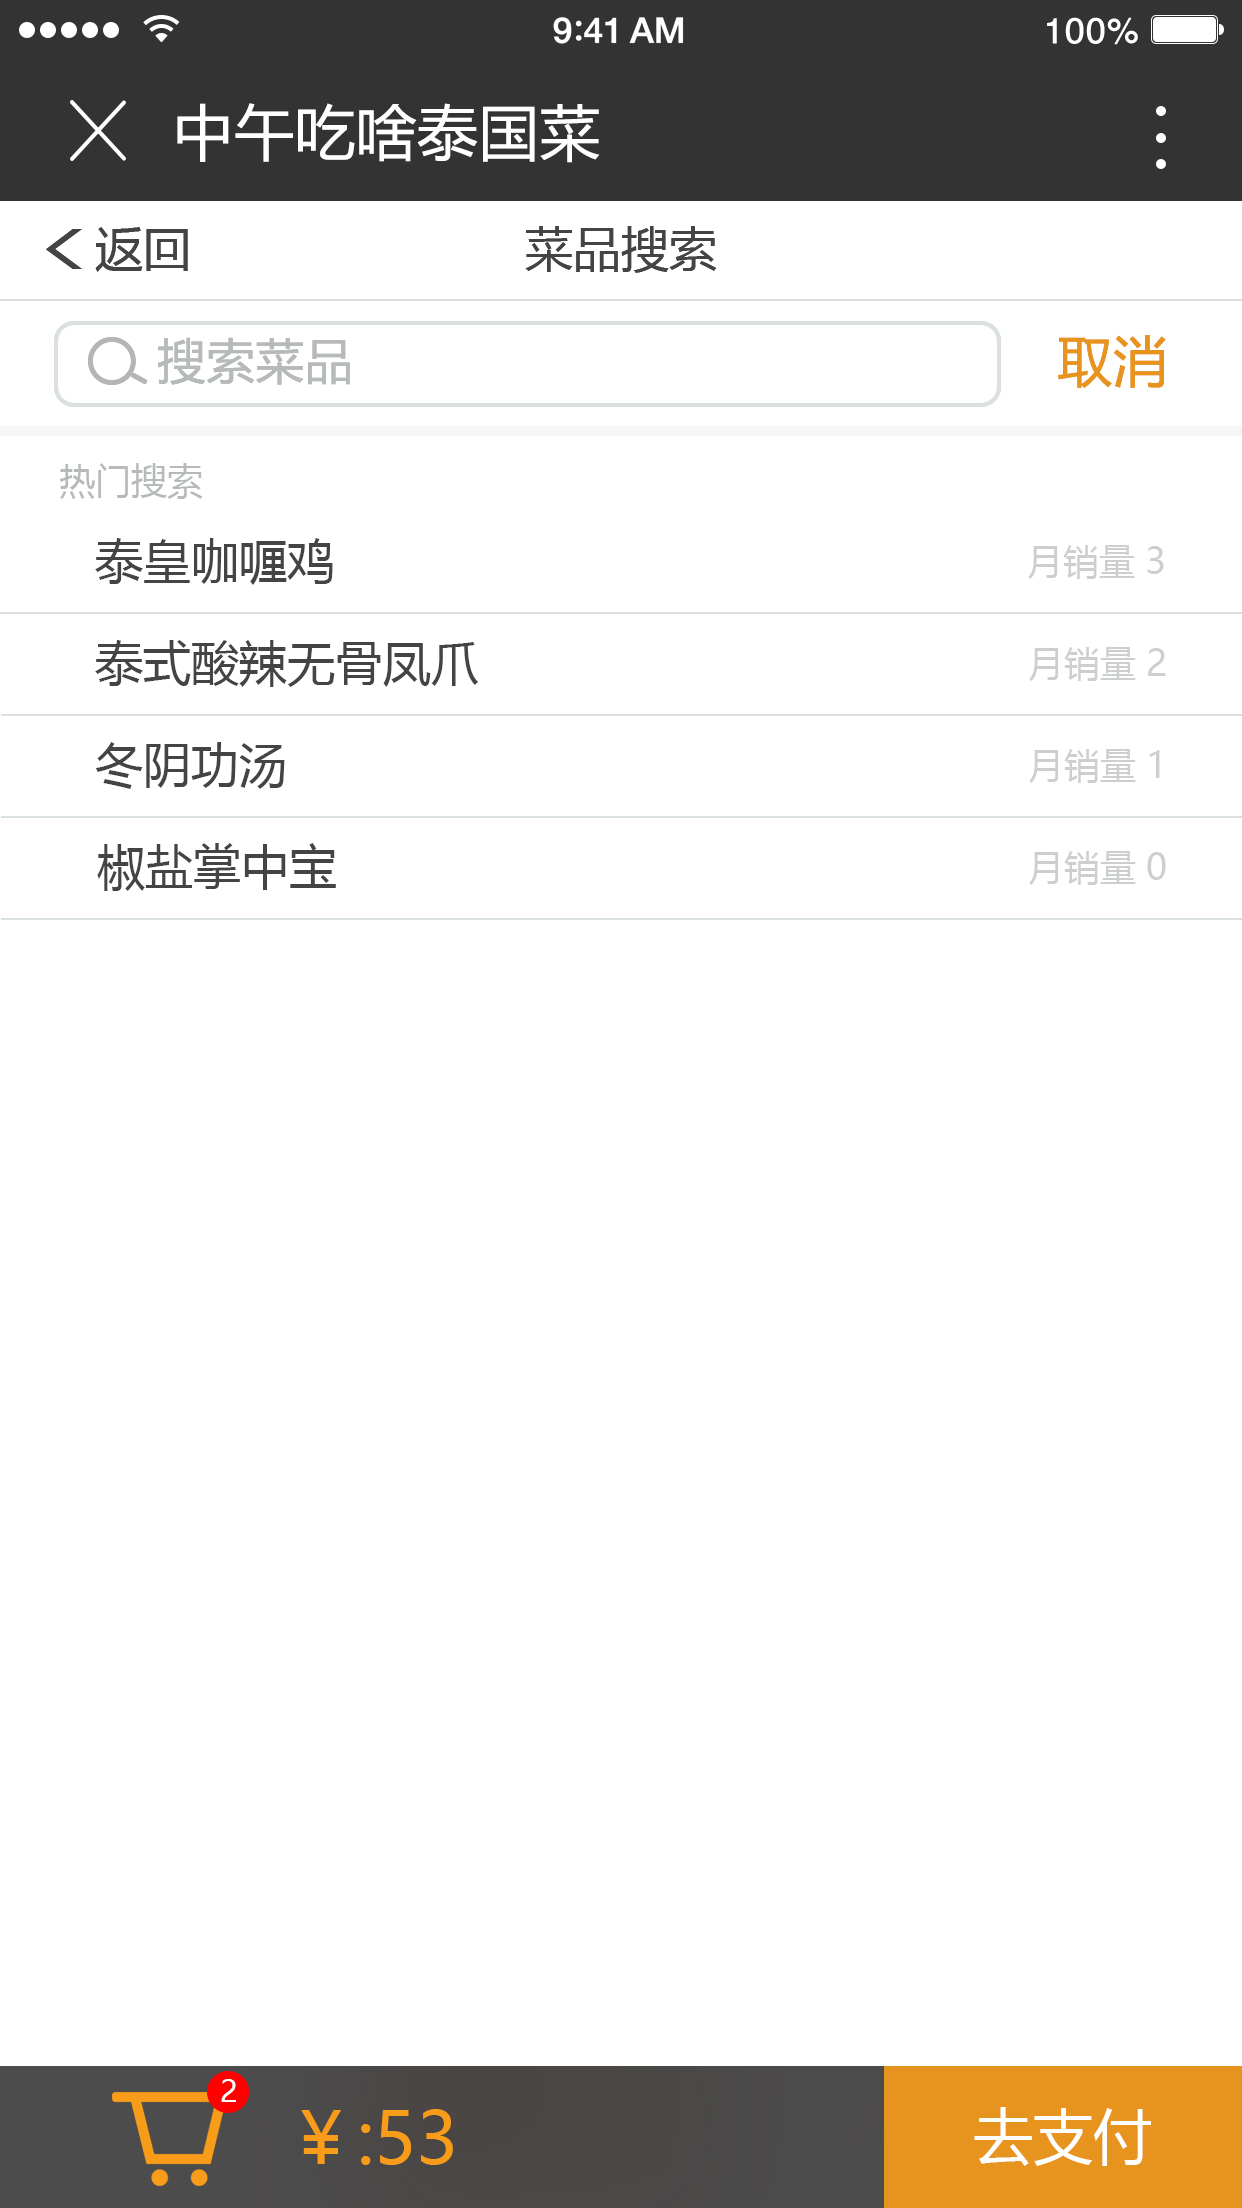 9:41 AM
100%
中午吃啥泰国菜
返回
菜品搜索
搜索菜品
取消
热门搜索
泰皇咖喱鸡 月销量 3
泰式酸辣无骨凤爪 月销量 2
冬阴功汤 月销量 1
椒盐掌中宝 月销量 0
2
¥ :53
去支付